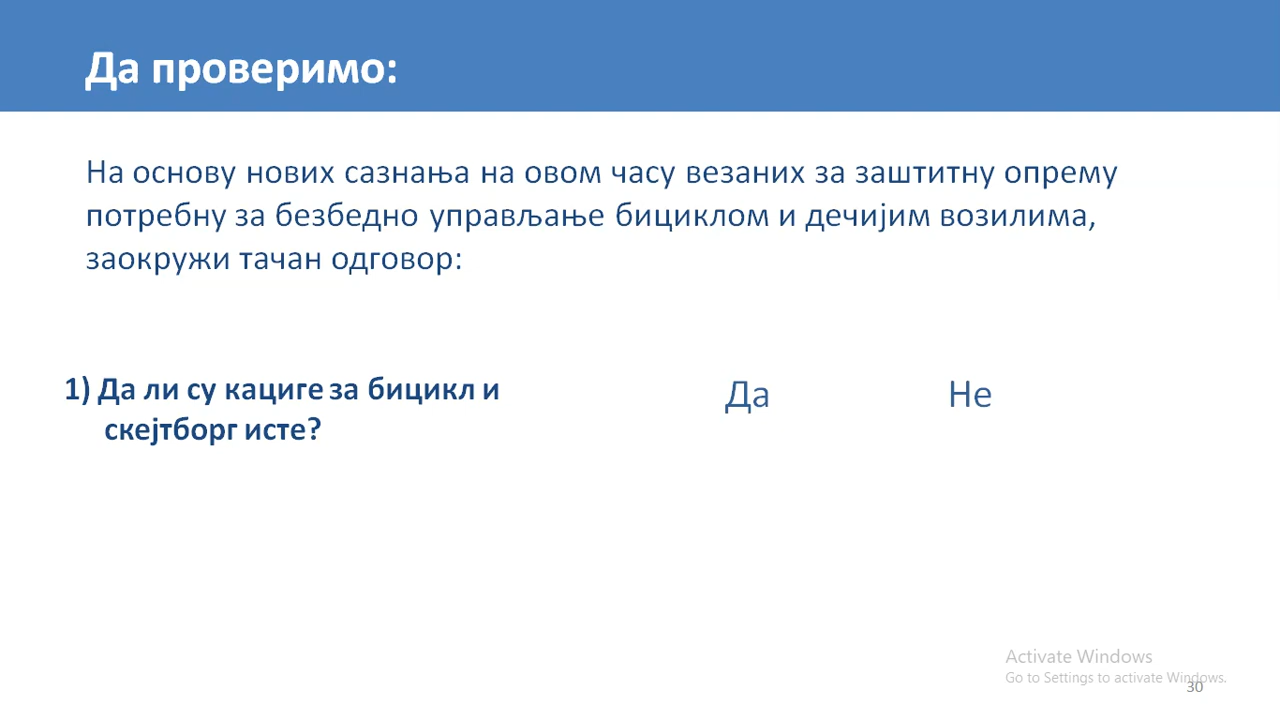 Да проверимо:
На основу нових сазнања на овом часу везаних за заштитну опрему
потребну за безбедно управљање бициклом и дечијим возилима,
заокружи тачан одговор:
1) Да ли су кациге за бицикл и
скејтборг исте?
Да
Не
Activate Windows
Go to Settings to activate Windows.
30